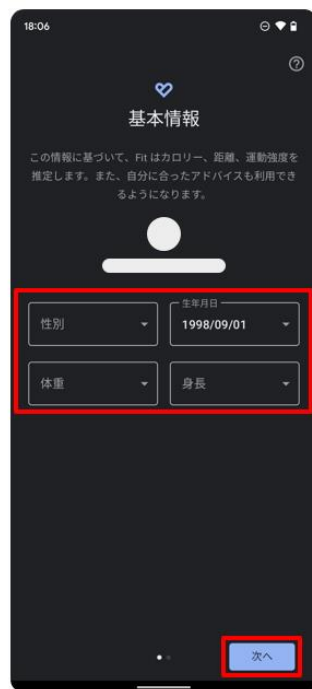 18:06
基本情報
この情報に基づいて、Fit はカロリー、距離、運動強度を
推定します。また、自分に合ったアドバイスも利用でき
るようになります。
性別
生年月日
1998/09/01
体重
身長
次へ